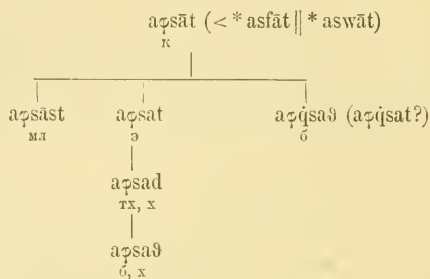 aφsāt (< * asfāt || * aswāt)
к
aφsāst aφsat aφq̇saϑ (aφq̇sat?)
мл э б
aφsad
тх, х
aφsaϑ
б, х